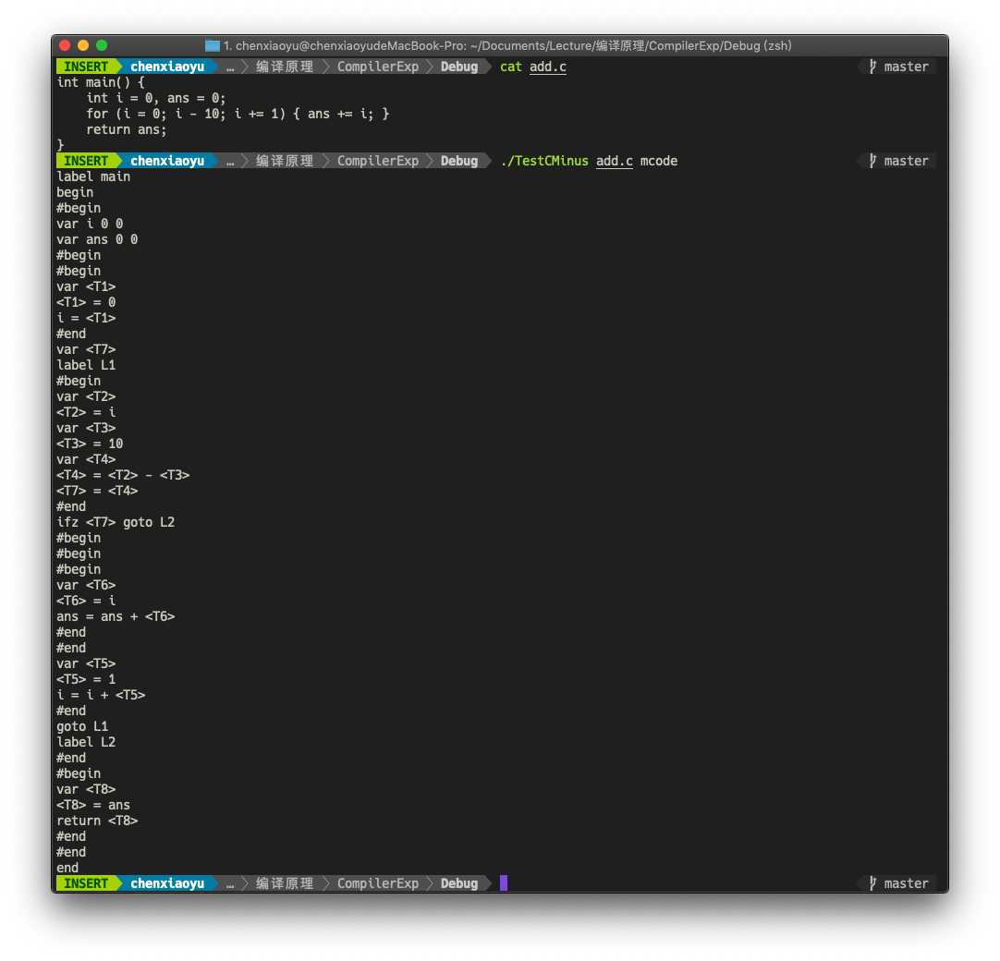 1. chenxiaoyu@chenxiaoyudeMacBook-Pro: ~/Documents/Lecture/编译原理/CompilerExp/Debug (zsh)
INSERT chenxiaoyu … 编译原理 CompilerExp Debug cat add.c master
int main() {
    int i = 0, ans = 0;
    for (i = 0; i - 10; i += 1) { ans += i; }
    return ans;
}
INSERT chenxiaoyu … 编译原理 CompilerExp Debug ./TestCMinus add.c mcode master
label main
begin
#begin
var i 0 0
var ans 0 0
#begin
#begin
var <T1>
<T1> = 0
i = <T1>
#end
var <T7>
label L1
#begin
var <T2>
<T2> = i
var <T3>
<T3> = 10
var <T4>
<T4> = <T2> - <T3>
<T7> = <T4>
#end
ifz <T7> goto L2
#begin
#begin
#begin
var <T6>
<T6> = i
ans = ans + <T6>
#end
#end
var <T5>
<T5> = 1
i = i + <T5>
#end
goto L1
label L2
#end
#begin
var <T8>
<T8> = ans
return <T8>
#end
#end
end
INSERT chenxiaoyu … 编译原理 CompilerExp Debug master